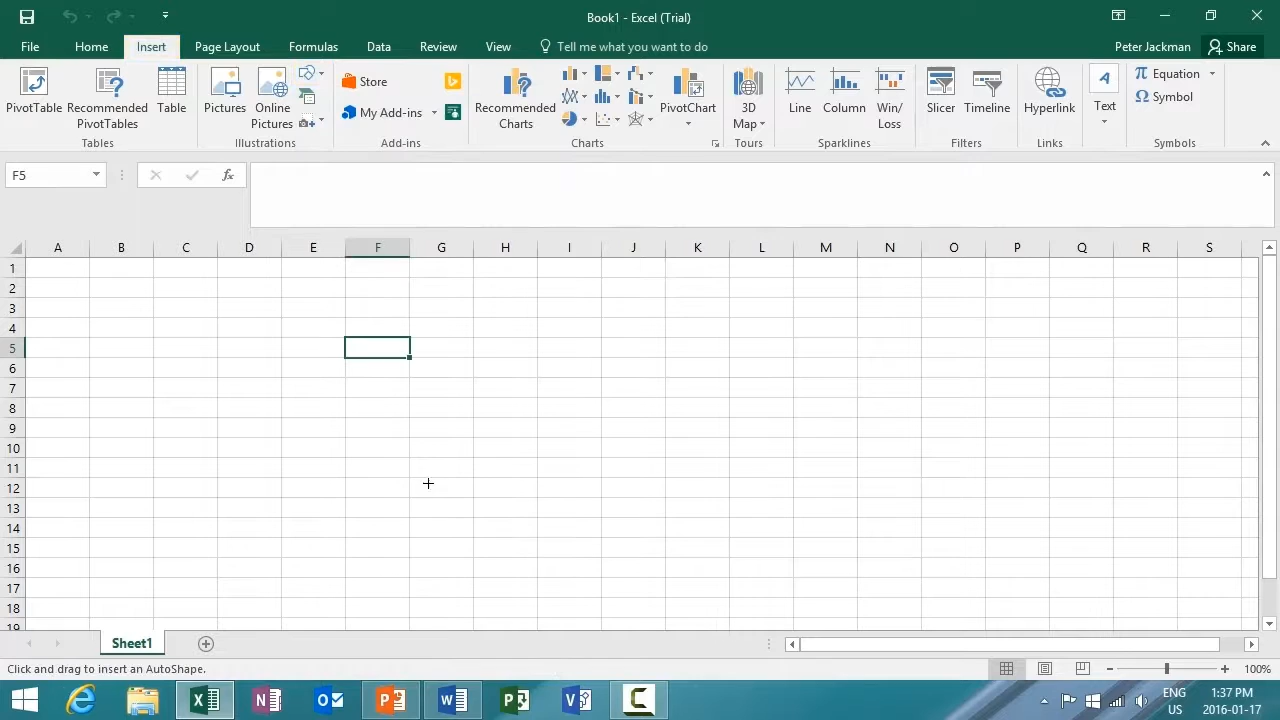 Book1 - Excel (Trial)
File Home Insert Page Layout Formulas Data Review View Tell me what you want to do Peter Jackman Share
PivotTable Recommended PivotTables Table
Tables
Pictures Online Pictures
Illustrations
Store
My Add-ins
Add-ins
Recommended Charts
PivotChart
Charts
3D Map
Tours
Line Column Win/Loss
Sparklines
Slicer Timeline
Filters
Hyperlink
Links
Text
Equation
Symbol
Symbols
F5 fx
A B C D E F G H I J K L M N O P Q R S
1
2
3
4
5
6
7
8
9
10
11
12
13
14
15
16
17
18
19
Sheet1
Click and drag to insert an AutoShape. 100%
ENG 1:37 PM
US 2016-01-17